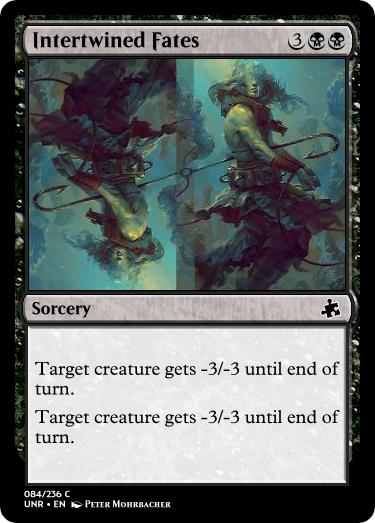 Intertwined Fates 3
Sorcery
Target creature gets -3/-3 until end of
turn.
Target creature gets -3/-3 until end of
turn.
084/236 C
UNR • EN Peter Mohrbacher